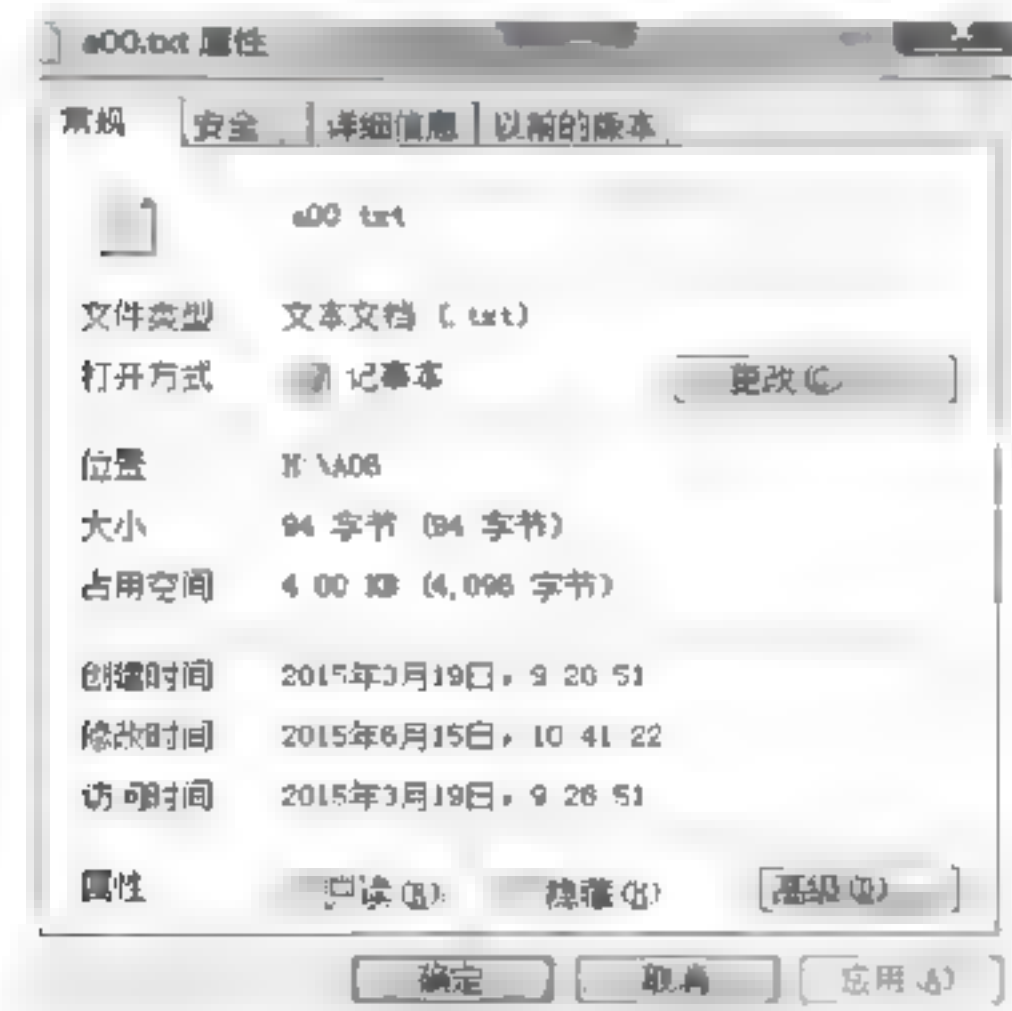 a00.txt 属性
常规 安全 详细信息 以前的版本
a00 txt
文件类型 文本文档 (.txt)
打开方式 记事本 更改(C
位置 \A06
大小 94 字节 (94 字节)
占用空间 4 00 KB (4,096 字节)
创建时间 2015年3月19日, 9 26 51
修改时间 2015年6月15日, 10 41 22
访问时间 2015年3月19日, 9 26 51
属性 只读(R) 隐藏(H) 高级(D)
确定 取消 应用(A)